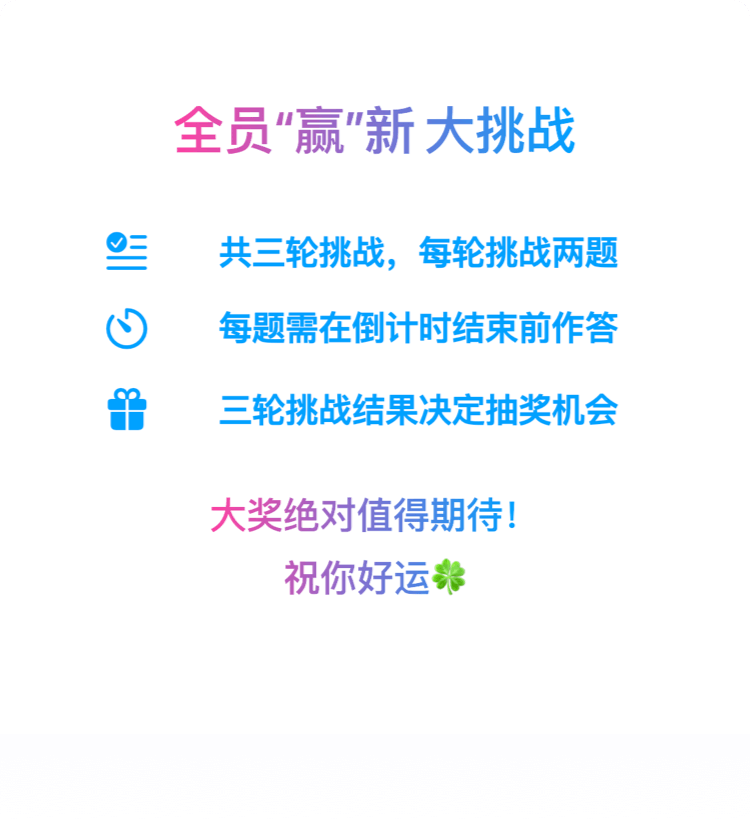 全员“赢”新 大挑战
共三轮挑战，每轮挑战两题
每题需在倒计时结束前作答
三轮挑战结果决定抽奖机会
大奖绝对值得期待！
祝你好运🍀